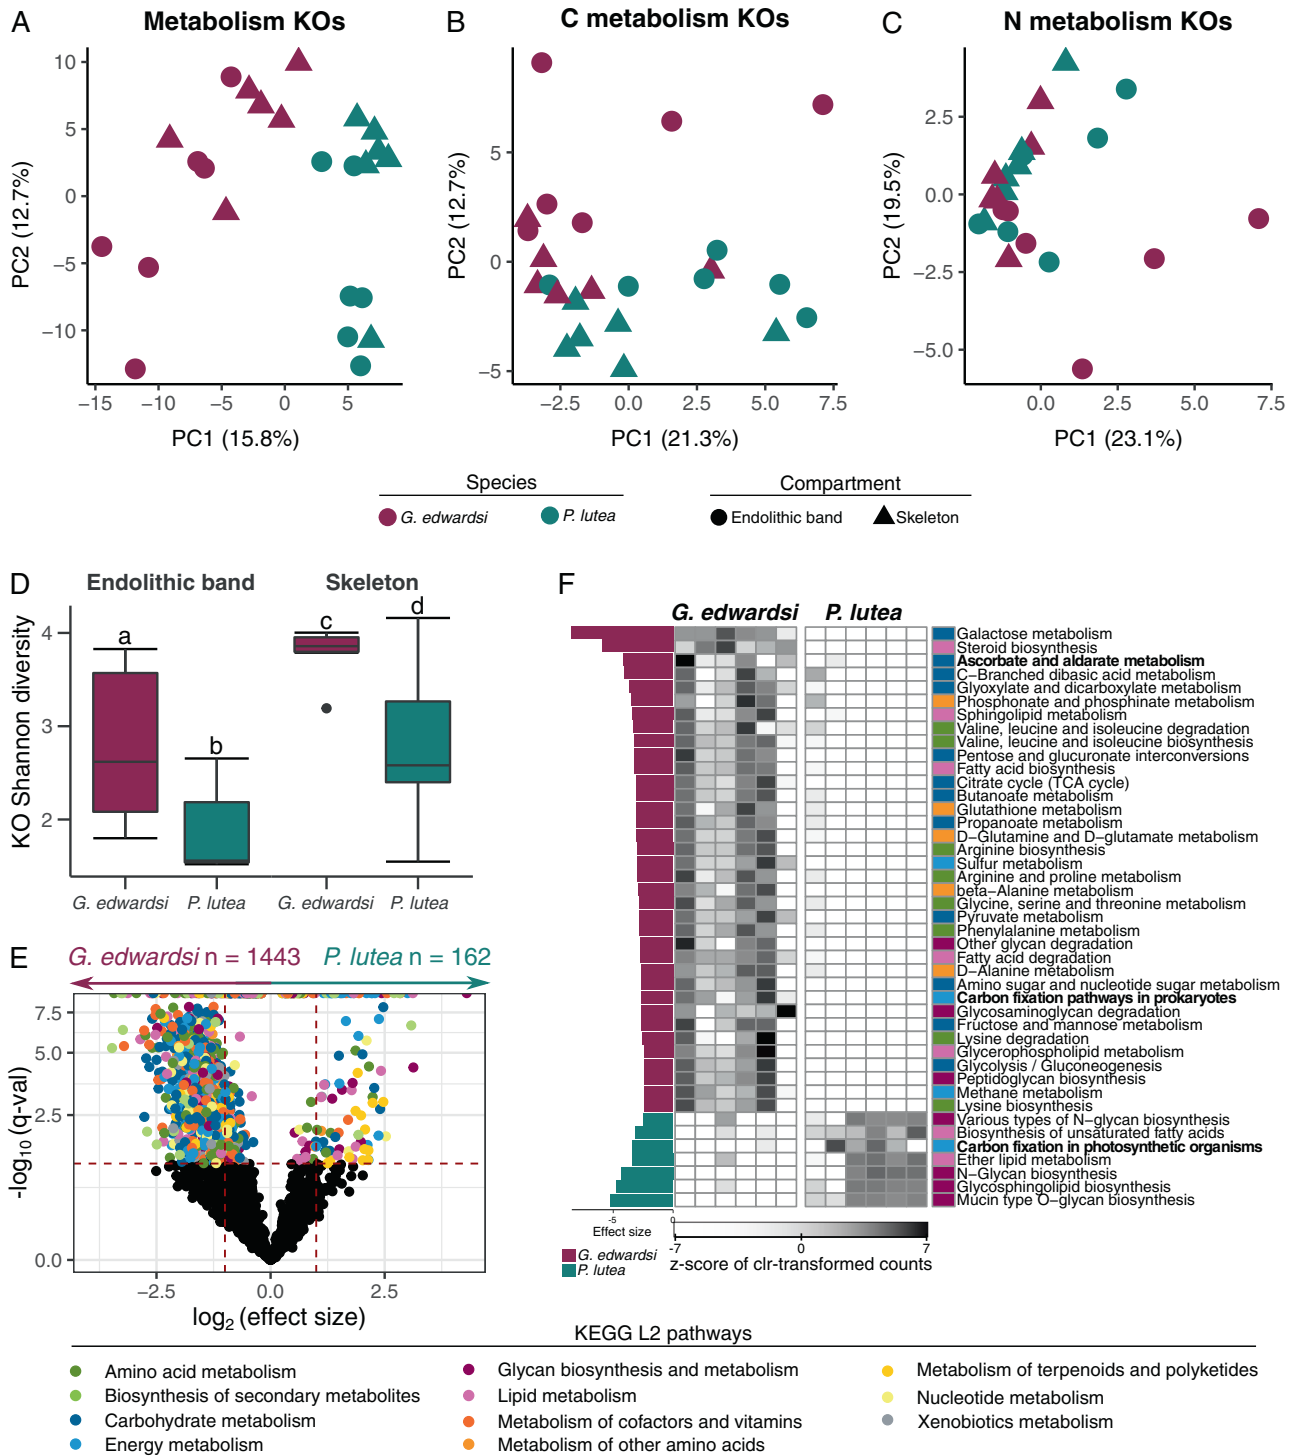 A
Metabolism KOs
10
5
0
−5
−10
PC2 (12.7%)
−15
−10
−5
0
5
PC1 (15.8%)
B
C metabolism KOs
5
0
−5
PC2 (12.7%)
−2.5
0.0
2.5
5.0
7.5
PC1 (21.3%)
C
N metabolism KOs
2.5
0.0
−2.5
−5.0
PC2 (19.5%)
0.0
2.5
5.0
7.5
PC1 (23.1%)
Species
G. edwardsi
P. lutea
Compartment
Endolithic band
Skeleton
D
Endolithic band
Skeleton
KO Shannon diversity
4
3
2
a
b
c
d
G. edwardsi
P. lutea
G. edwardsi
P. lutea
E
G. edwardsi n = 1443
P. lutea n = 162
7.5
5.0
2.5
0.0
-log10 (q-val)
−2.5
0.0
2.5
log2 (effect size)
F
G. edwardsi
P. lutea
Galactose metabolism
Steroid biosynthesis
Ascorbate and aldarate metabolism
C−Branched dibasic acid metabolism
Glyoxylate and dicarboxylate metabolism
Phosphonate and phosphinate metabolism
Sphingolipid metabolism
Valine, leucine and isoleucine degradation
Valine, leucine and isoleucine biosynthesis
Pentose and glucuronate interconversions
Fatty acid biosynthesis
Citrate cycle (TCA cycle)
Butanoate metabolism
Glutathione metabolism
Propanoate metabolism
D−Glutamine and D−glutamate metabolism
Arginine biosynthesis
Sulfur metabolism
Arginine and proline metabolism
beta−Alanine metabolism
Glycine, serine and threonine metabolism
Pyruvate metabolism
Phenylalanine metabolism
Other glycan degradation
Fatty acid degradation
D−Alanine metabolism
Amino sugar and nucleotide sugar metabolism
Carbon fixation pathways in prokaryotes
Glycosaminoglycan degradation
Fructose and mannose metabolism
Lysine degradation
Glycerophospholipid metabolism
Glycolysis / Gluconeogenesis
Peptidoglycan biosynthesis
Methane metabolism
Lysine biosynthesis
Various types of N−glycan biosynthesis
Biosynthesis of unsaturated fatty acids
Carbon fixation in photosynthetic organisms
Ether lipid metabolism
N−Glycan biosynthesis
Glycosphingolipid biosynthesis
Mucin type O−glycan biosynthesis
-5
0
Effect size
G. edwardsi
P. lutea
-7
0
7
z-score of clr-transformed counts
KEGG L2 pathways
Amino acid metabolism
Biosynthesis of secondary metabolites
Carbohydrate metabolism
Energy metabolism
Glycan biosynthesis and metabolism
Lipid metabolism
Metabolism of cofactors and vitamins
Metabolism of other amino acids
Metabolism of terpenoids and polyketides
Nucleotide metabolism
Xenobiotics metabolism